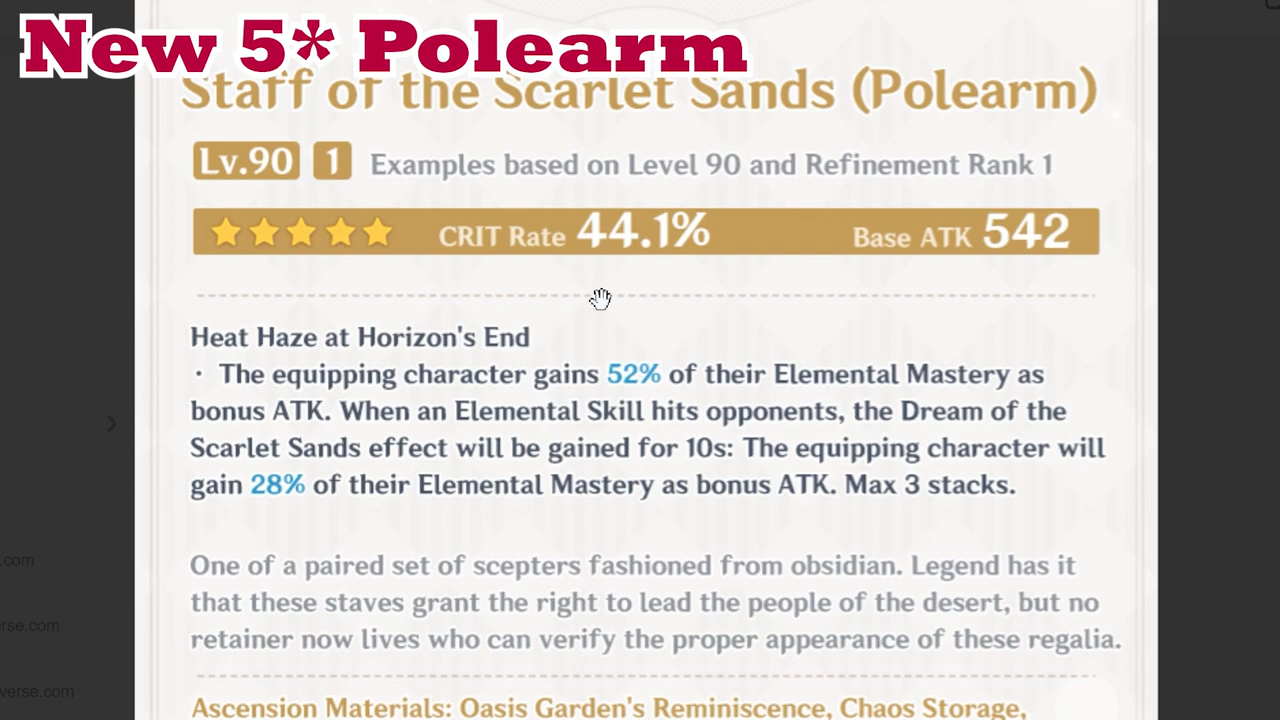 New 5* Polearm
Staff of the Scarlet Sands (Polearm)
Lv.90 1 Examples based on Level 90 and Refinement Rank 1
CRIT Rate 44.1% Base ATK 542
Heat Haze at Horizon's End
· The equipping character gains 52% of their Elemental Mastery as
bonus ATK. When an Elemental Skill hits opponents, the Dream of the
Scarlet Sands effect will be gained for 10s: The equipping character will
gain 28% of their Elemental Mastery as bonus ATK. Max 3 stacks.
One of a paired set of scepters fashioned from obsidian. Legend has it
that these staves grant the right to lead the people of the desert, but no
retainer now lives who can verify the proper appearance of these regalia.
Ascension Materials: Oasis Garden's Reminiscence, Chaos Storage,
.com
rse.com
verse.com